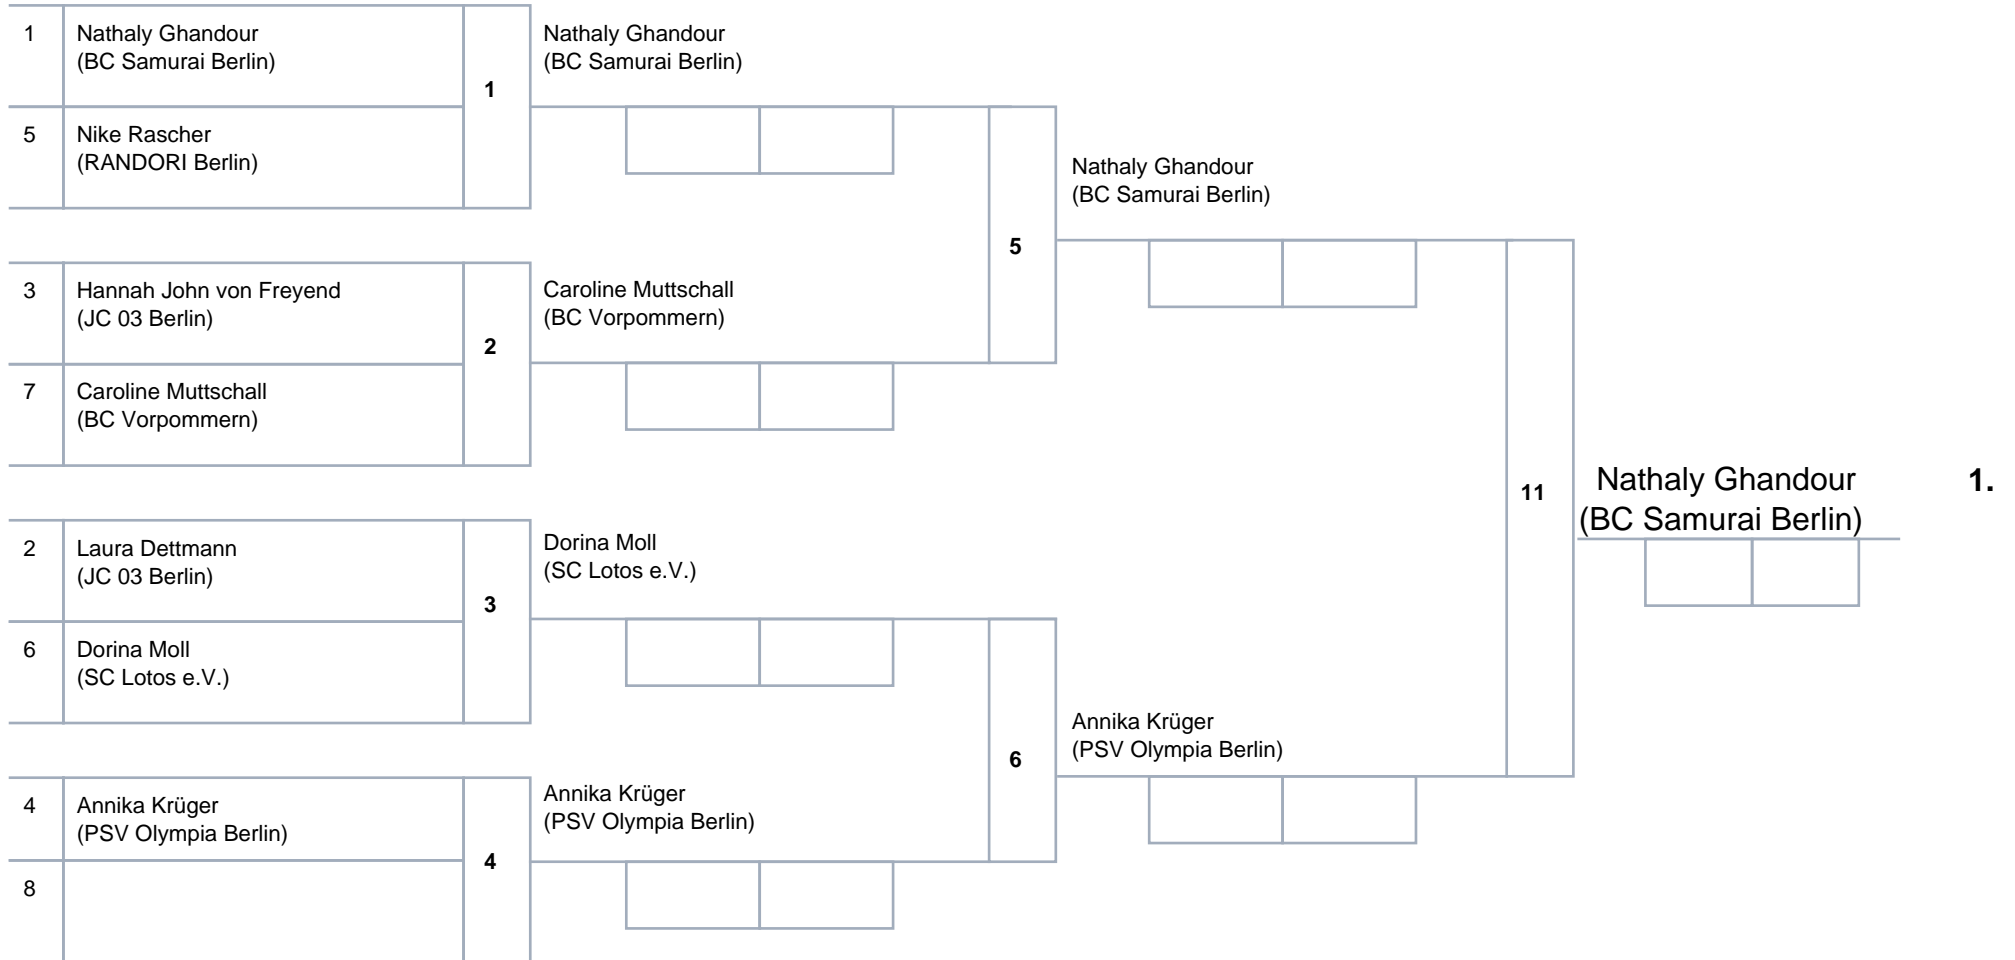 1
Nathaly Ghandour
(BC Samurai Berlin)
5
Nike Rascher
(RANDORI Berlin)
1
3
Hannah John von Freyend
(JC 03 Berlin)
7
Caroline Muttschall
(BC Vorpommern)
2
2
Laura Dettmann
(JC 03 Berlin)
6
Dorina Moll
(SC Lotos e.V.)
3
4
Annika Krüger
(PSV Olympia Berlin)
8
4
Nathaly Ghandour
(BC Samurai Berlin)
Caroline Muttschall
(BC Vorpommern)
5
Dorina Moll
(SC Lotos e.V.)
Annika Krüger
(PSV Olympia Berlin)
6
Nathaly Ghandour
(BC Samurai Berlin)
Annika Krüger
(PSV Olympia Berlin)
11
Nathaly Ghandour
(BC Samurai Berlin)
1.